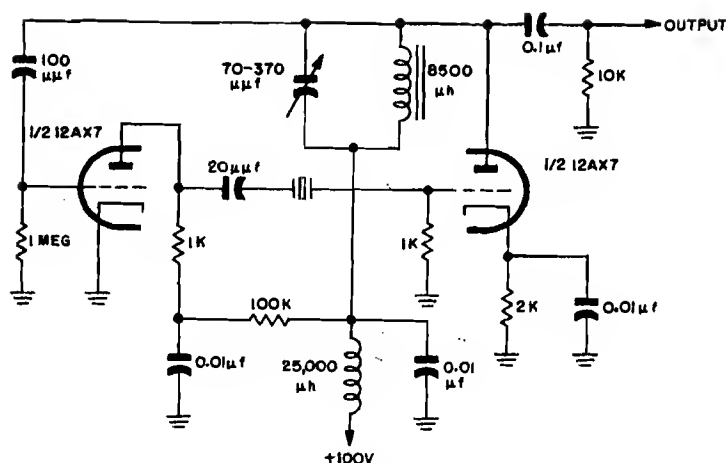 OUTPUT
0.1μf
100
μμf
70-370
μμf
8500
μh
10K
1/2 12AX7
1/2 12AX7
20μμf
1 MEG
1K
1K
100K
2K
0.01μf
0.01μf
25,000
μh
0.01
μf
+100V